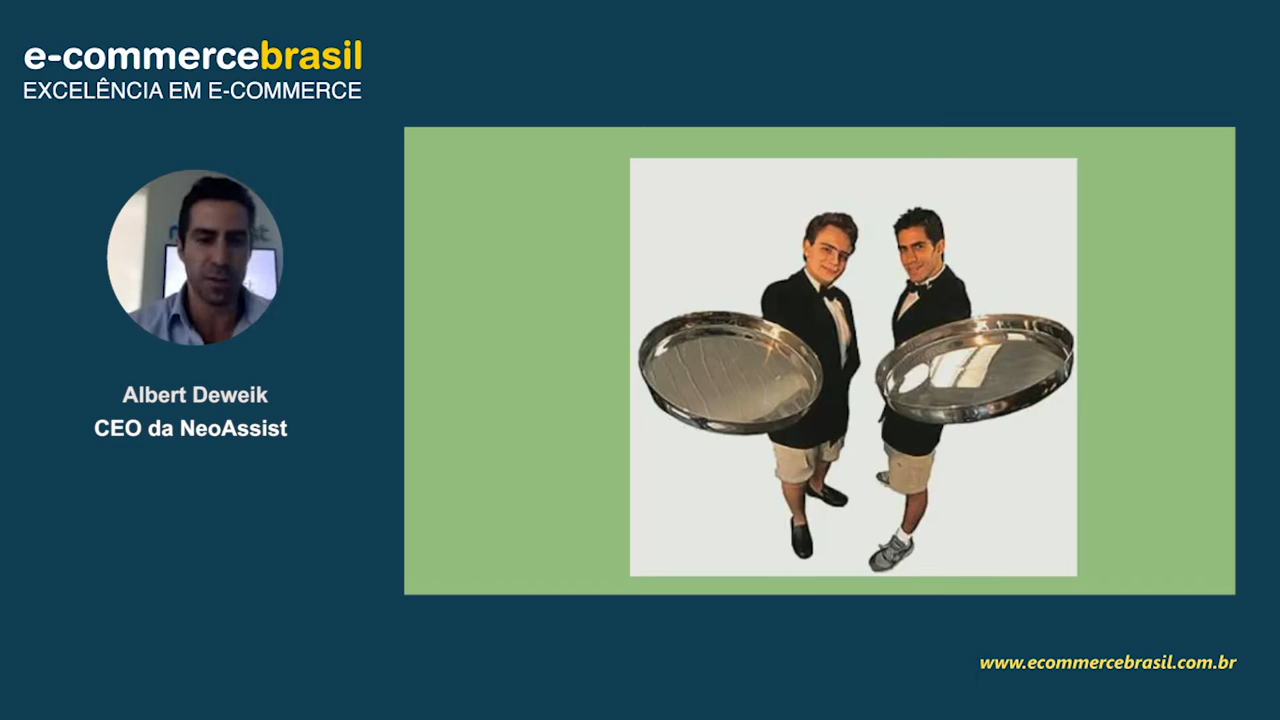 e-commercebrasil
EXCELÊNCIA EM E-COMMERCE
Albert Deweik
CEO da NeoAssist
www.ecommercebrasil.com.br